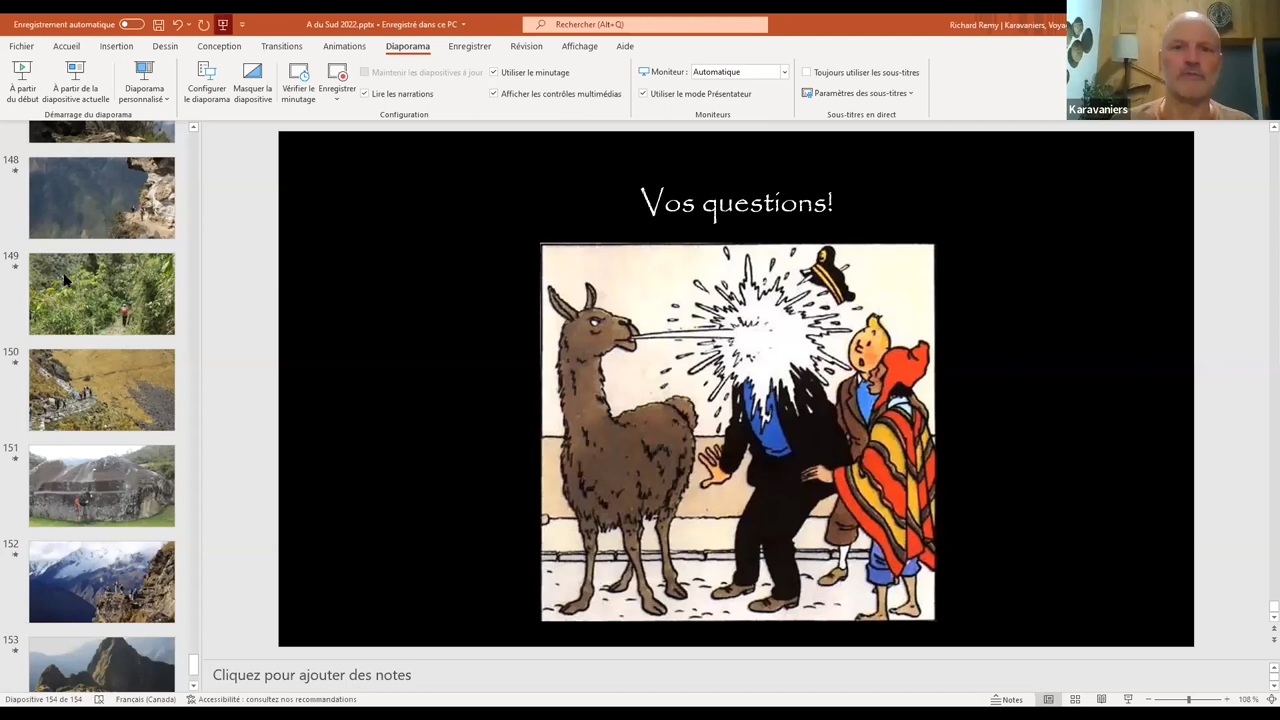 Enregistrement automatique
A du Sud 2022.pptx • Enregistré dans ce PC
Rechercher (Alt+Q)
Richard Remy | Karavaniers, Voya
Fichier Accueil Insertion Dessin Conception Transitions Animations Diaporama Enregistrer Révision Affichage Aide
À partir du début
À partir de la diapositive actuelle
Diaporama personnalisé
Démarrage du diaporama
Configurer le diaporama
Masquer la diapositive
Vérifier le minutage
Enregistrer
Maintenir les diapositives à jour
Lire les narrations
Utiliser le minutage
Afficher les contrôles multimédias
Configuration
Moniteur : Automatique
Utiliser le mode Présentateur
Moniteurs
Toujours utiliser les sous-titres
Paramètres des sous-titres
Sous-titres en direct
Karavaniers
148
149
150
151
152
153
Vos questions!
Cliquez pour ajouter des notes
Diapositive 154 de 154 Français (Canada) Accessibilité : consultez nos recommandations Notes 108 %